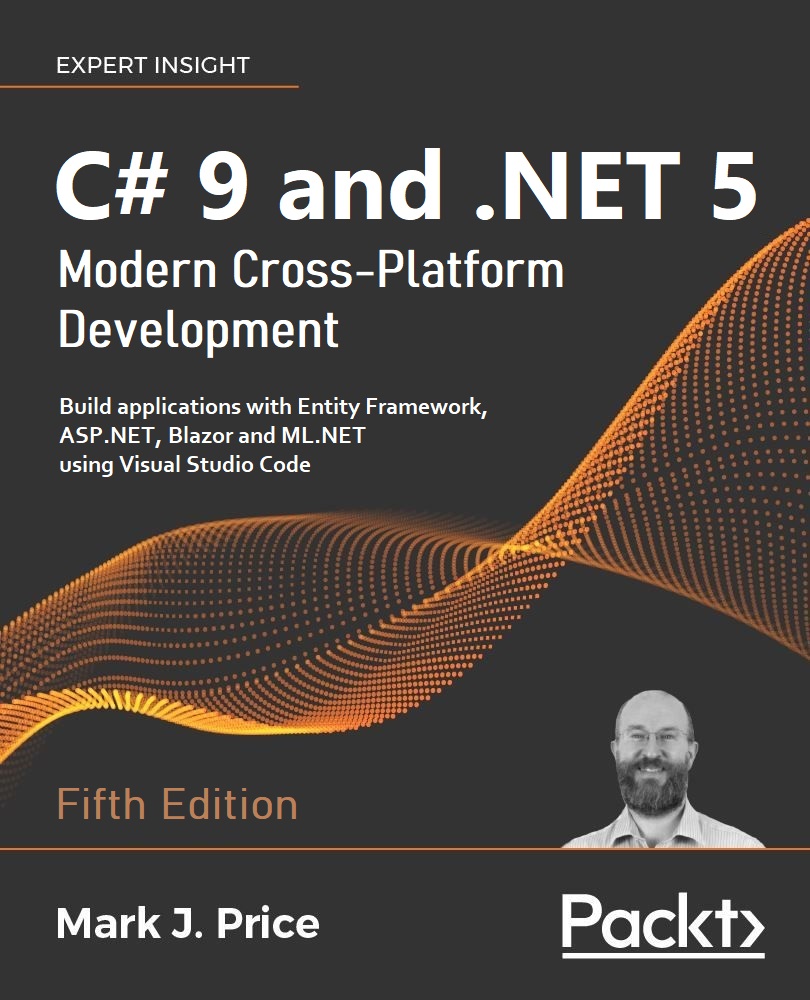 EXPERT INSIGHT
C# 9 and .NET 5
Modern Cross-Platform
Development
Build applications with Entity Framework,
ASP.NET, Blazor and ML.NET
using Visual Studio Code
Fifth Edition
Mark J. Price
Packt